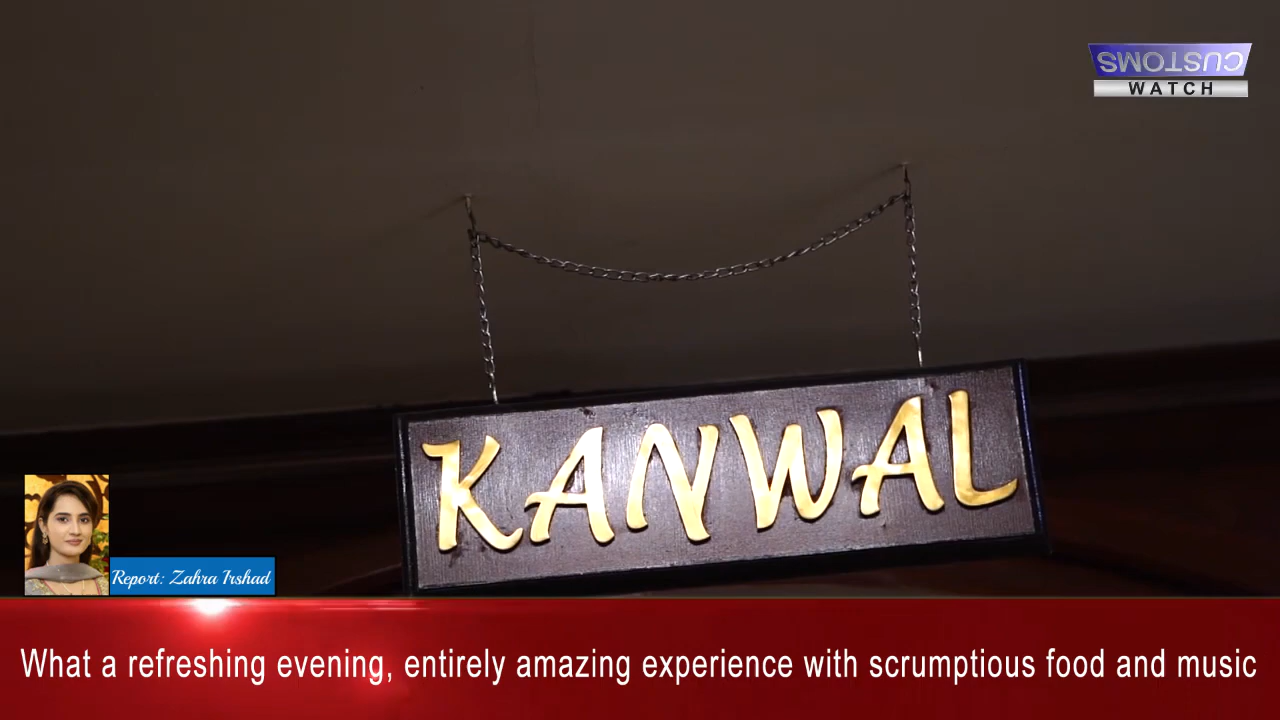 CUSTOMS
WATCH
KANWAL
Report: Zahra Irshad
What a refreshing evening, entirely amazing experience with scrumptious food and music